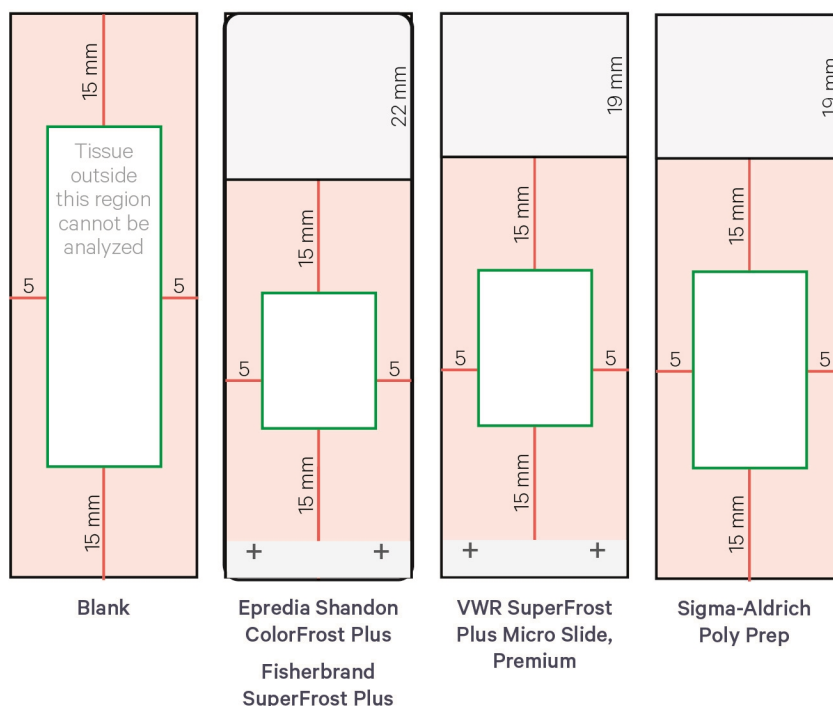 15 mm
Tissue
outside
this region
cannot be
analyzed
5
5
15 mm
Blank
22 mm
15 mm
5
5
15 mm
+ +
Epredia Shandon
ColorFrost Plus
Fisherbrand
SuperFrost Plus
19 mm
15 mm
5
5
15 mm
+ +
VWR SuperFrost
Plus Micro Slide,
Premium
19 mm
15 mm
5
5
15 mm
Sigma-Aldrich
Poly Prep